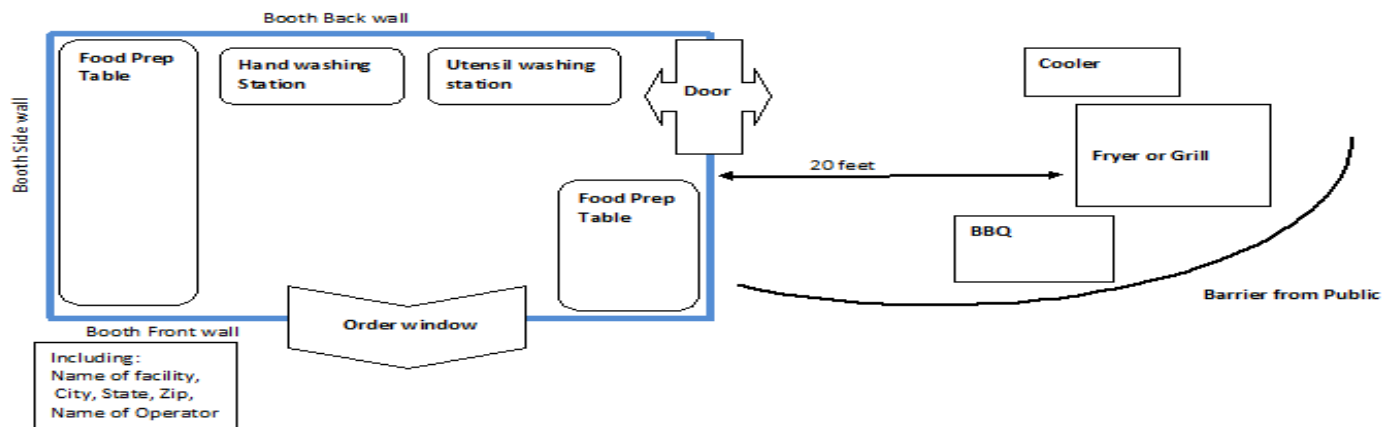 Booth Back wall
Food Prep
Table
Hand washing
Station
Utensil washing
station
Door
Cooler
Booth Side wall
Fryer or Grill
20 feet
Food Prep
Table
BBQ
Barrier from Public
Order window
Booth Front wall
Including:
Name of facility,
City, State, Zip,
Name of Operator